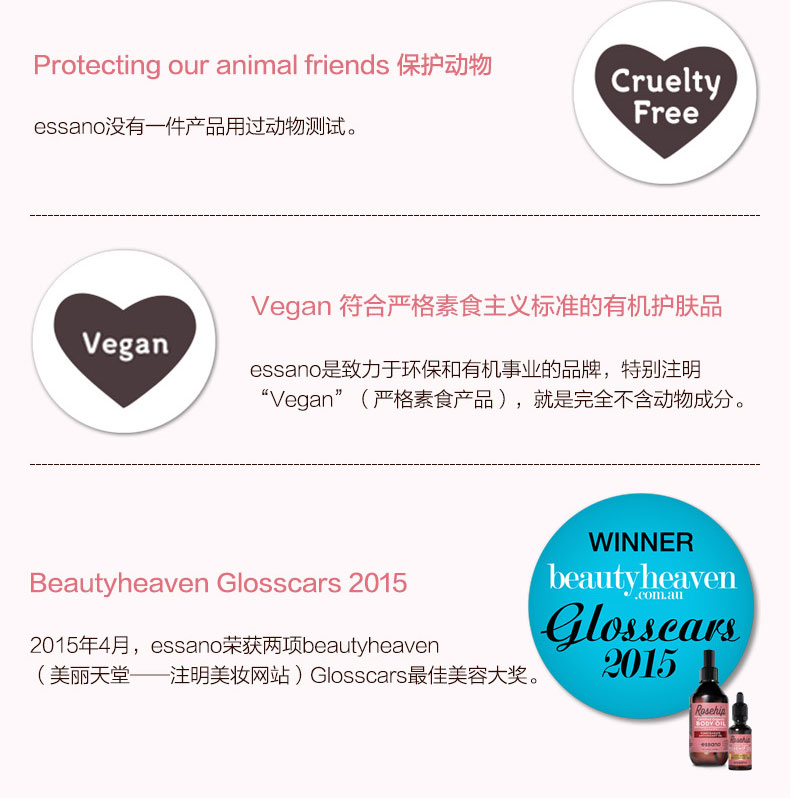 Protecting our animal friends 保护动物
Cruelty
Free
essano没有一件产品用过动物测试。
Vegan
Vegan 符合严格素食主义标准的有机护肤品
essano是致力于环保和有机事业的品牌，特别注明
“Vegan”（严格素食产品），就是完全不含动物成分。
WINNER
beautyheaven
.com.au
Glosscars
2015
Beautyheaven Glosscars 2015
2015年4月，essano荣获两项beautyheaven
（美丽天堂——注明美妆网站）Glosscars最佳美容大奖。
Rosehip
BODY OIL
essano
Rosehip